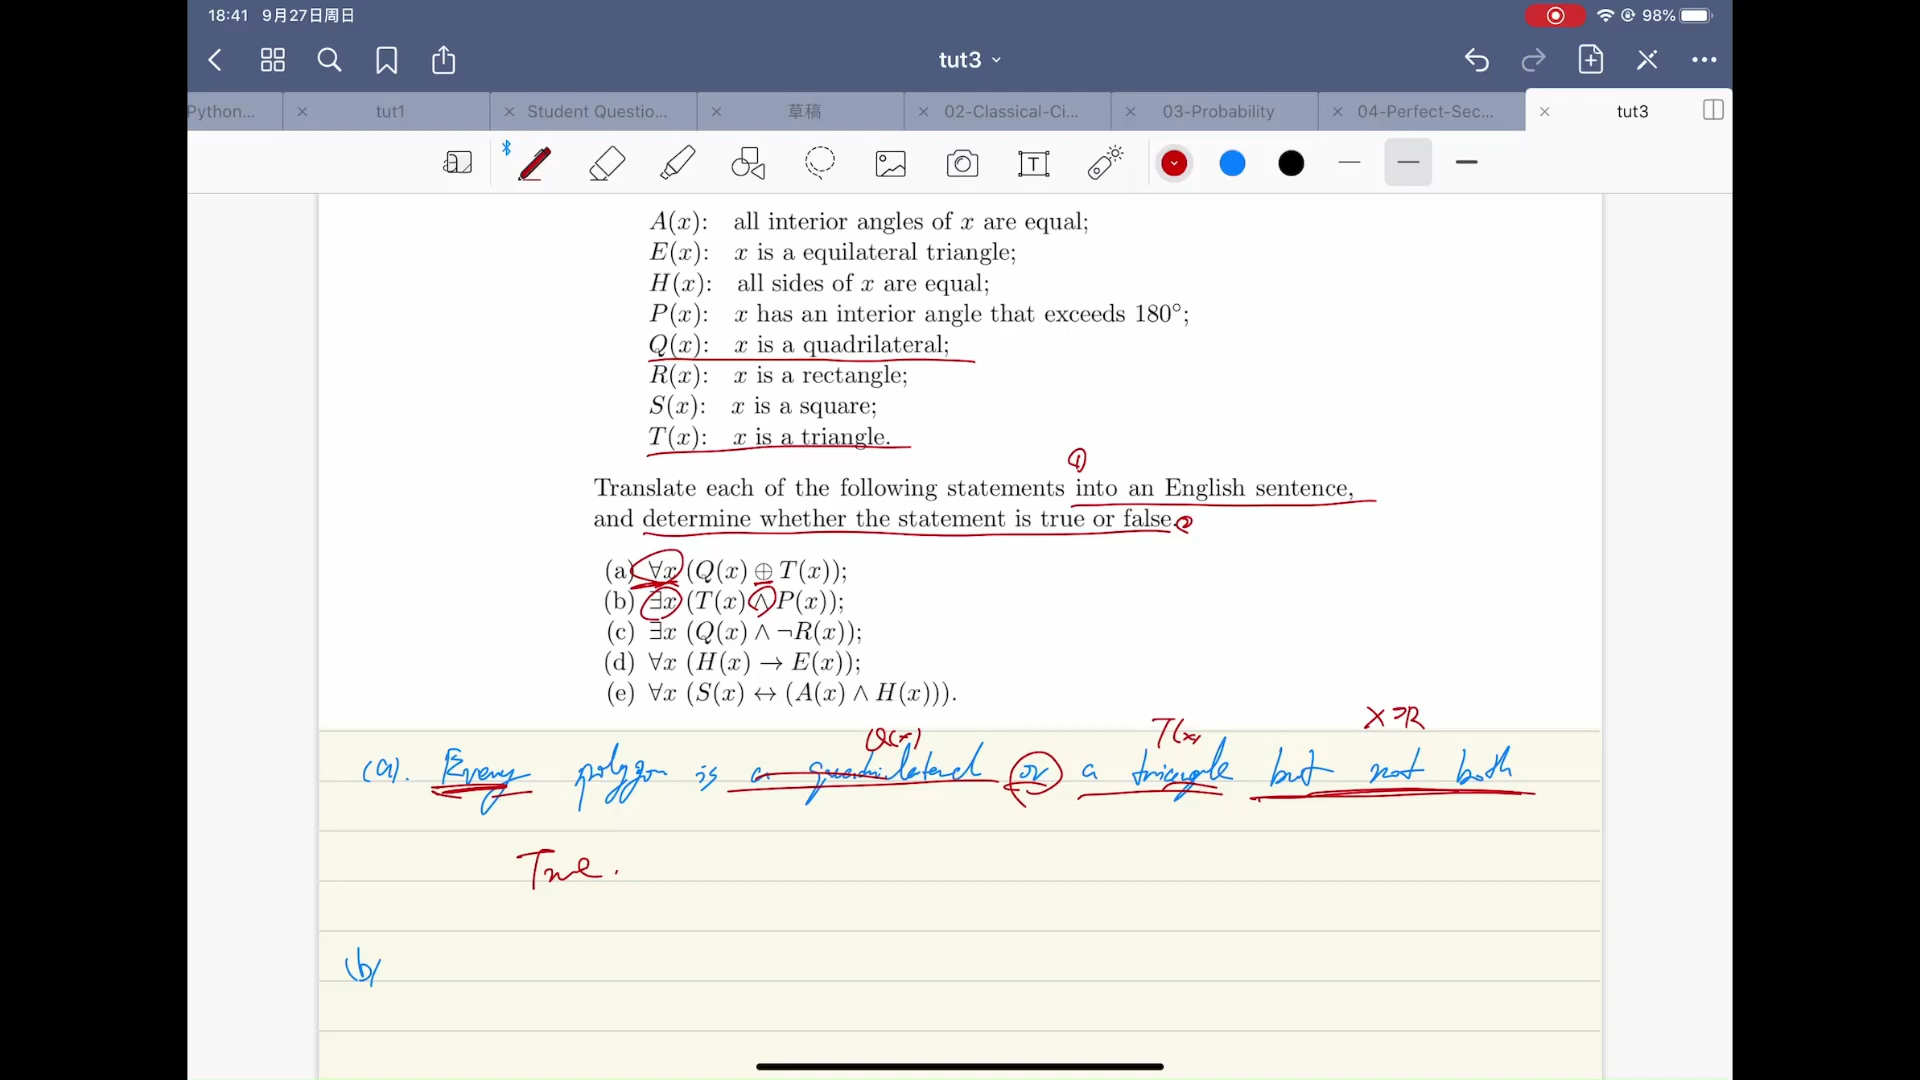 18:41 9月27日周日 98%
tut3
Python... tut1 Student Questio... 草稿 02-Classical-Ci... 03-Probability 04-Perfect-Sec... tut3
A(x): all interior angles of x are equal;
E(x): x is a equilateral triangle;
H(x): all sides of x are equal;
P(x): x has an interior angle that exceeds 180°;
Q(x): x is a quadrilateral;
R(x): x is a rectangle;
S(x): x is a square;
T(x): x is a triangle.
①
Translate each of the following statements into an English sentence,
and determine whether the statement is true or false.
(a) ∀x (Q(x) ⊕ T(x));
(b) ∃x (T(x) ∧ P(x));
(c) ∃x (Q(x) ∧ ¬R(x));
(d) ∀x (H(x) → E(x));
(e) ∀x (S(x) ↔ (A(x) ∧ H(x))).
Q(x) T(x)
(a). Every polygon is a quadrilateral or a triangle but not both
True.
(b)